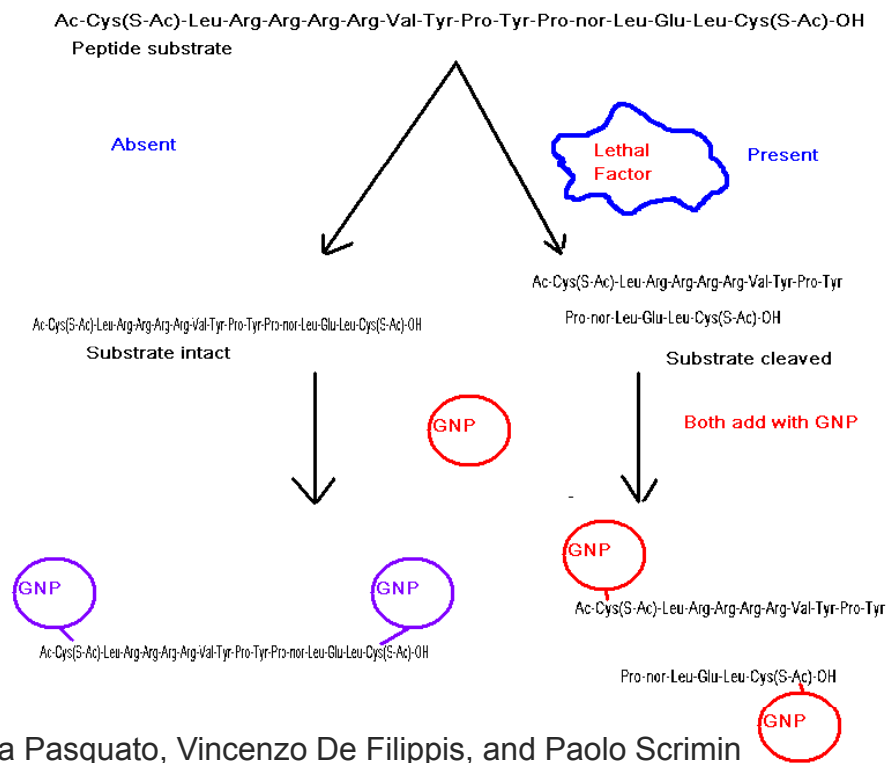 Ac-Cys(S-Ac)-Leu-Arg-Arg-Arg-Arg-Val-Tyr-Pro-Tyr-Pro-nor-Leu-Glu-Leu-Cys(S-Ac)-OH
Peptide substrate
Absent
Lethal
Factor
Present
Ac-Cys(S-Ac)-Leu-Arg-Arg-Arg-Arg-Val-Tyr-Pro-Tyr
Pro-nor-Leu-Glu-Leu-Cys(S-Ac)-OH
Ac-Cys(S-Ac)-Leu-Arg-Arg-Arg-Arg-Val-Tyr-Pro-Tyr-Pro-nor-Leu-Glu-Leu-Cys(S-Ac)-OH
Substrate intact
Substrate cleaved
GNP
Both add with GNP
GNP
GNP
GNP
Ac-Cys(S-Ac)-Leu-Arg-Arg-Arg-Arg-Val-Tyr-Pro-Tyr
Ac-Cys(S-Ac)-Leu-Arg-Arg-Arg-Arg-Val-Tyr-Pro-Tyr-Pro-nor-Leu-Glu-Leu-Cys(S-Ac)-OH
Pro-nor-Leu-Glu-Leu-Cys(S-Ac)-OH
GNP
a Pasquato, Vincenzo De Filippis, and Paolo Scrimin